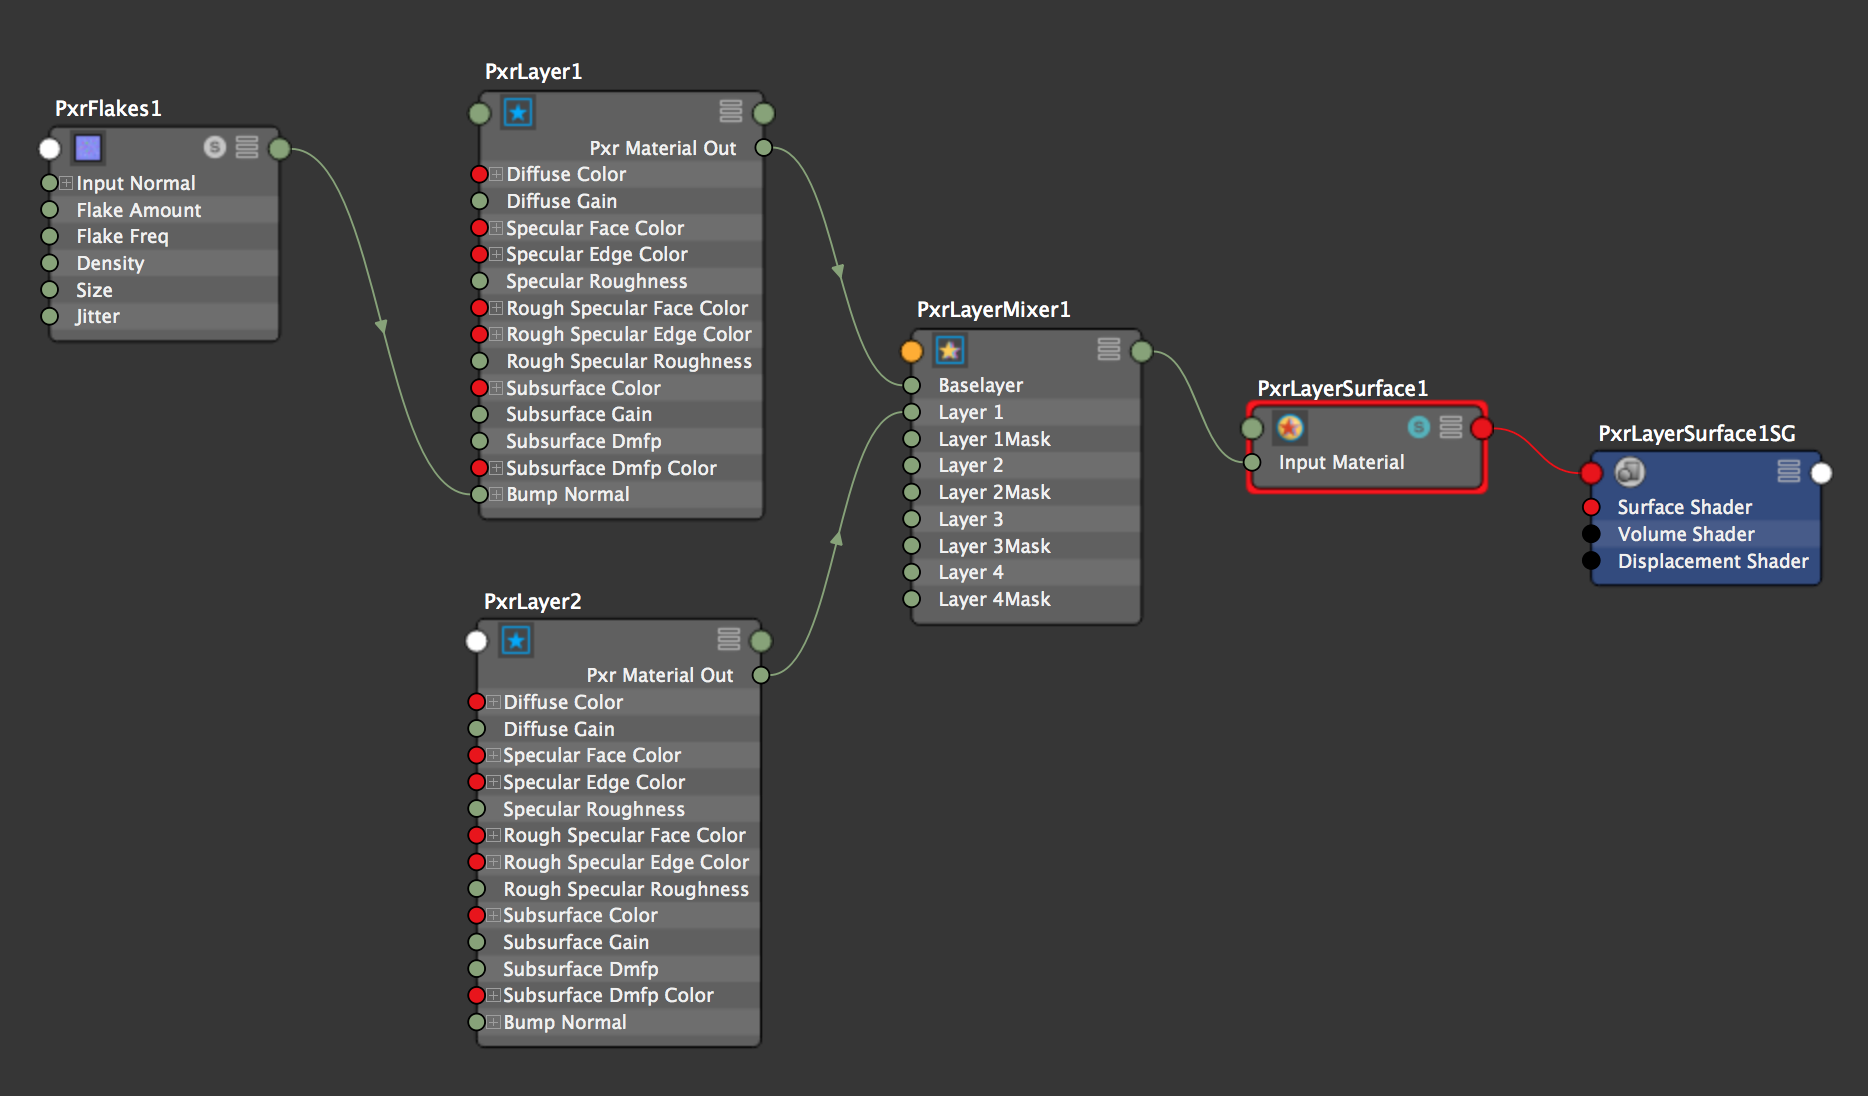 PxrFlakes1
S
Input Normal
Flake Amount
Flake Freq
Density
Size
Jitter
PxrLayer1
Pxr Material Out
Diffuse Color
Diffuse Gain
Specular Face Color
Specular Edge Color
Specular Roughness
Rough Specular Face Color
Rough Specular Edge Color
Rough Specular Roughness
Subsurface Color
Subsurface Gain
Subsurface Dmfp
Subsurface Dmfp Color
Bump Normal
PxrLayer2
Pxr Material Out
Diffuse Color
Diffuse Gain
Specular Face Color
Specular Edge Color
Specular Roughness
Rough Specular Face Color
Rough Specular Edge Color
Rough Specular Roughness
Subsurface Color
Subsurface Gain
Subsurface Dmfp
Subsurface Dmfp Color
Bump Normal
PxrLayerMixer1
Baselayer
Layer 1
Layer 1Mask
Layer 2
Layer 2Mask
Layer 3
Layer 3Mask
Layer 4
Layer 4Mask
PxrLayerSurface1
S
Input Material
PxrLayerSurface1SG
Surface Shader
Volume Shader
Displacement Shader